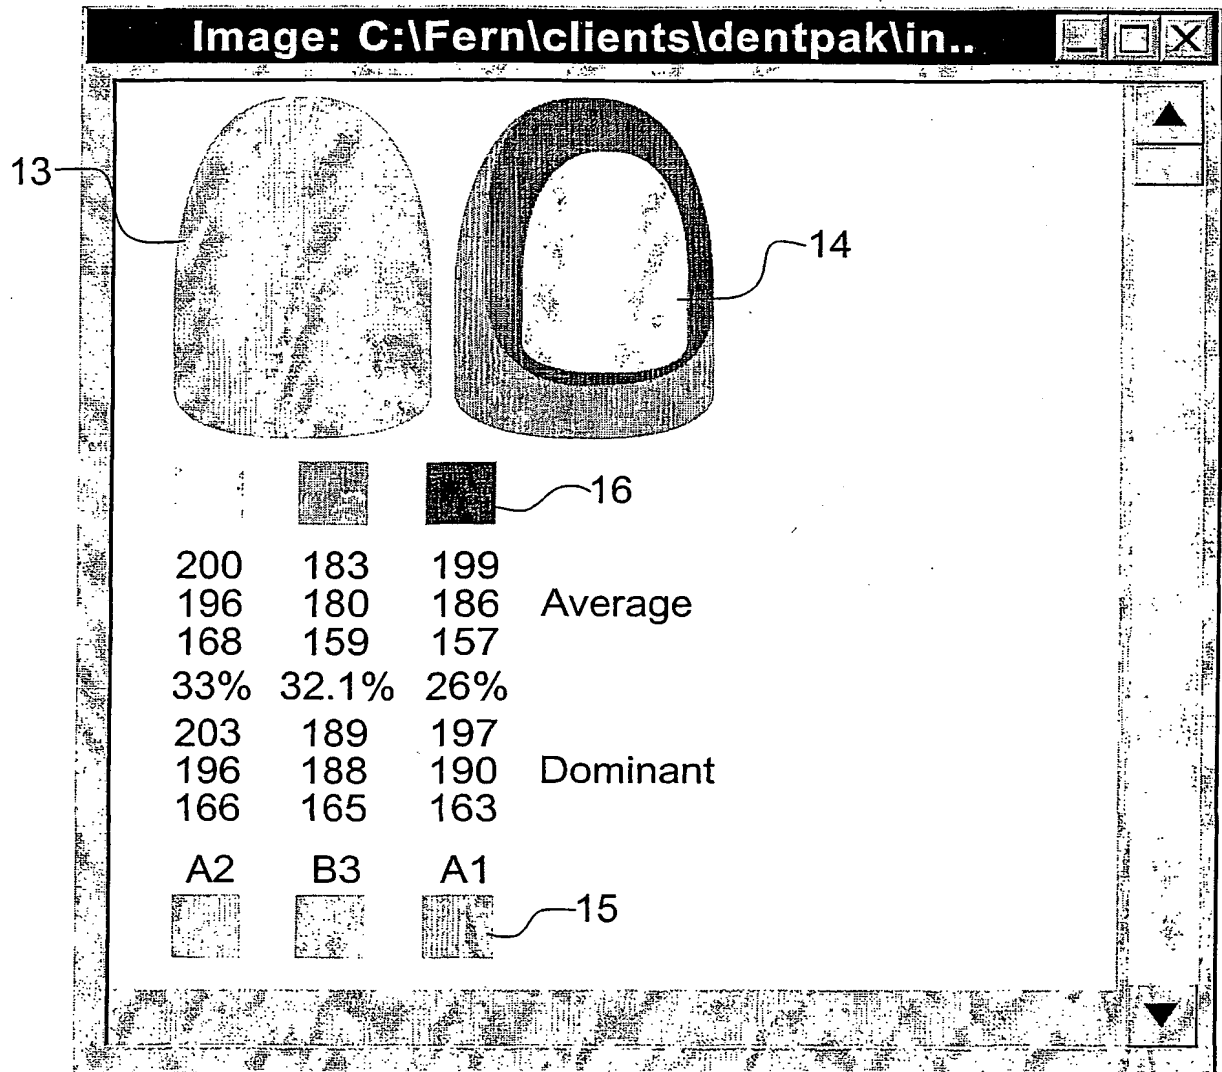 Image: C:\Fern\clients\dentpak\in..
13
14
16
200 183 199
196 180 186 Average
168 159 157
33% 32.1% 26%
203 189 197
196 188 190 Dominant
166 165 163
A2 B3 A1
15